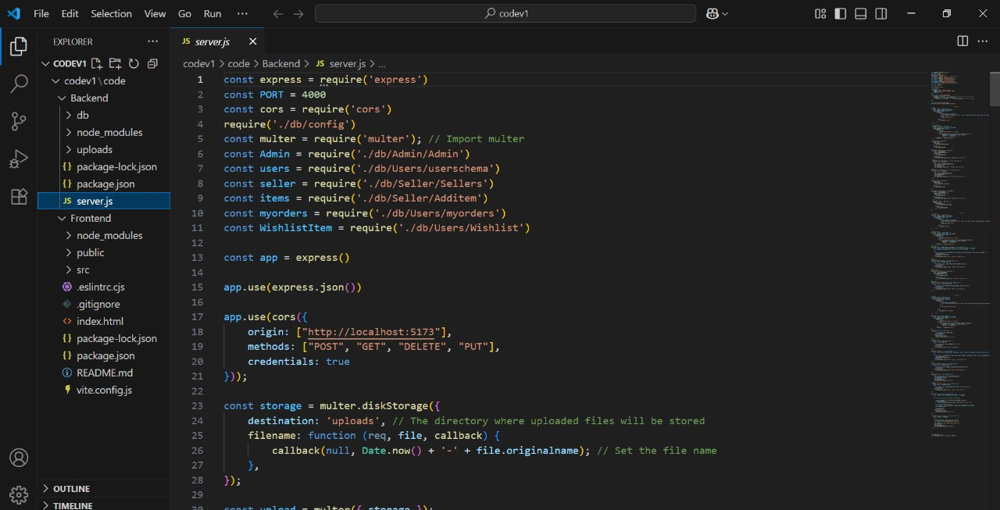 File Edit Selection View Go Run ···
codev1
EXPLORER ···
JS server.js
CODEV1
codev1 > code > Backend > JS server.js > ...
codev1\code
Backend
db
node_modules
uploads
{} package-lock.json
{} package.json
JS server.js
Frontend
node_modules
public
src
.eslintrc.cjs
.gitignore
<> index.html
{} package-lock.json
{} package.json
README.md
vite.config.js
OUTLINE
TIMELINE
1 const express = require('express')
2 const PORT = 4000
3 const cors = require('cors')
4 require('./db/config')
5 const multer = require('multer'); // Import multer
6 const Admin = require('./db/Admin/Admin')
7 const users = require('./db/Users/userschema')
8 const seller = require('./db/Seller/Sellers')
9 const items = require('./db/Seller/Additem')
10 const myorders = require('./db/Users/myorders')
11 const WishlistItem = require('./db/Users/Wishlist')
12
13 const app = express()
14
15 app.use(express.json())
16
17 app.use(cors({
18 origin: ["http://localhost:5173"],
19 methods: ["POST", "GET", "DELETE", "PUT"],
20 credentials: true
21 }));
22
23 const storage = multer.diskStorage({
24 destination: 'uploads', // The directory where uploaded files will be stored
25 filename: function (req, file, callback) {
26 callback(null, Date.now() + '-' + file.originalname); // Set the file name
27 },
28 });
29
30 const upload = multer({ storage });